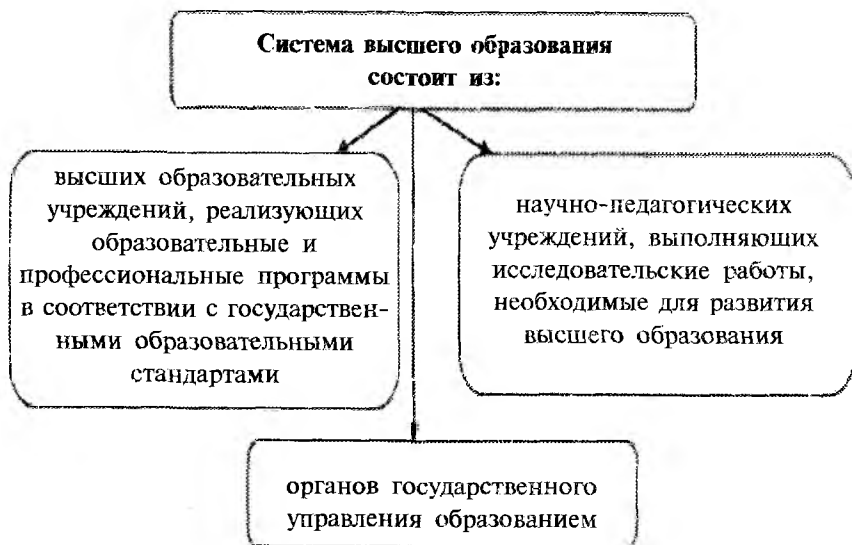 Система высшего образования
состоит из:
высших образовательных
учреждений, реализующих
образовательные и
профессиональные программы
в соответствии с государствен-
ными образовательными
стандартами
научно-педагогических
учреждений, выполняющих
исследовательские работы,
необходимые для развития
высшего образования
органов государственного
управления образованием